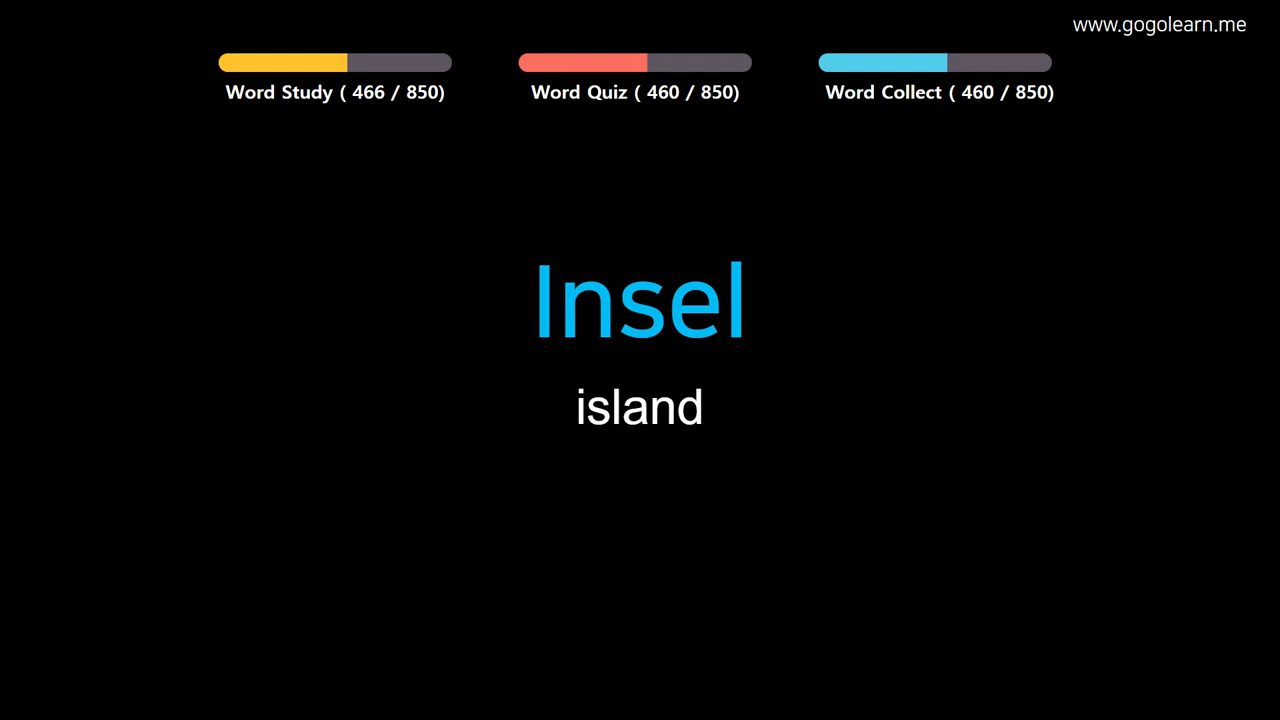 www.gogolearn.me
Word Study ( 466 / 850) Word Quiz ( 460 / 850) Word Collect ( 460 / 850)
Insel
island